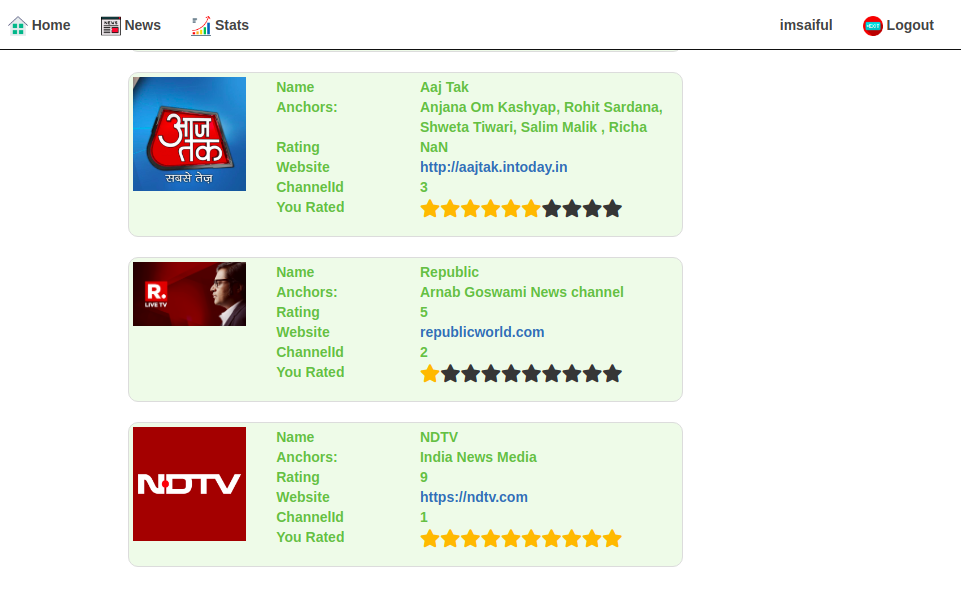 Home
News
Stats
imsaiful
Logout
आज
तक
सबसे तेज़
Name Aaj Tak
Anchors: Anjana Om Kashyap, Rohit Sardana,
Shweta Tiwari, Salim Malik , Richa
Rating NaN
Website http://aajtak.intoday.in
ChannelId 3
You Rated
R.
LIVE TV
Name Republic
Anchors: Arnab Goswami News channel
Rating 5
Website republicworld.com
ChannelId 2
You Rated
NDTV
Name NDTV
Anchors: India News Media
Rating 9
Website https://ndtv.com
ChannelId 1
You Rated